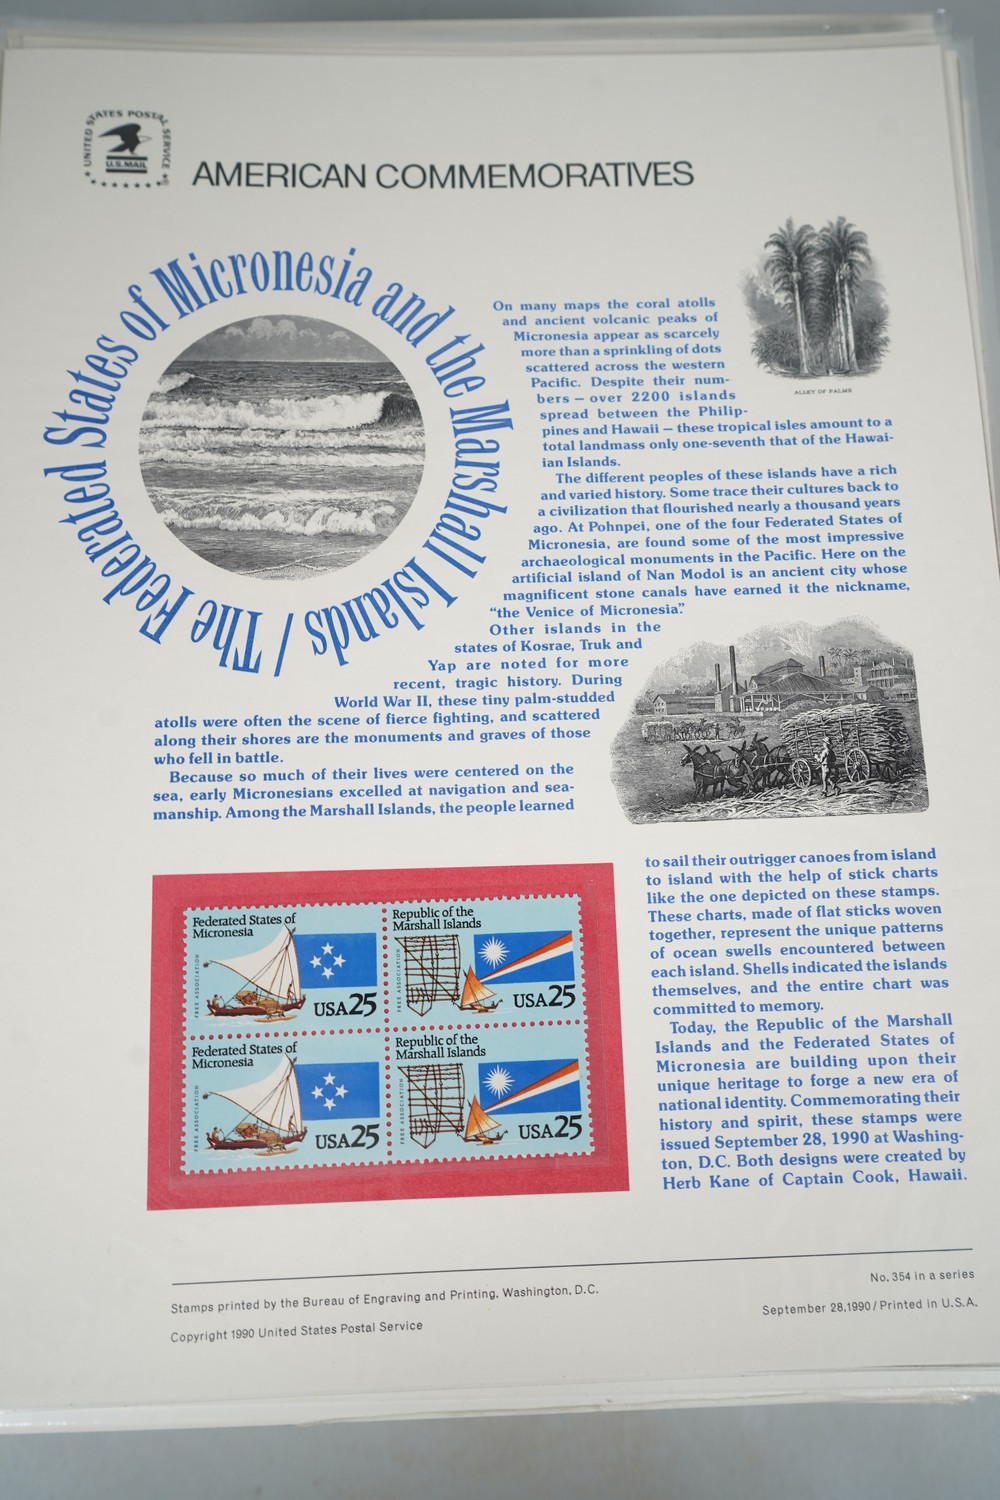 UNITED STATES POSTAL SERVICE
U.S. MAIL
AMERICAN COMMEMORATIVES
The Federated States of Micronesia and the Marshall Islands /
On many maps the coral atolls
and ancient volcanic peaks of
Micronesia appear as scarcely
more than a sprinkling of dots
scattered across the western
Pacific. Despite their num-
bers — over 2200 islands
spread between the Philip-
pines and Hawaii — these tropical isles amount to a
total landmass only one-seventh that of the Hawai-
ian Islands.
The different peoples of these islands have a rich
and varied history. Some trace their cultures back to
a civilization that flourished nearly a thousand years
ago. At Pohnpei, one of the four Federated States of
Micronesia, are found some of the most impressive
archaeological monuments in the Pacific. Here on the
artificial island of Nan Modol is an ancient city whose
magnificent stone canals have earned it the nickname,
“the Venice of Micronesia.”
Other islands in the
states of Kosrae, Truk and
Yap are noted for more
recent, tragic history. During
World War II, these tiny palm-studded
atolls were often the scene of fierce fighting, and scattered
along their shores are the monuments and graves of those
who fell in battle.
Because so much of their lives were centered on the
sea, early Micronesians excelled at navigation and sea-
manship. Among the Marshall Islands, the people learned
ALLEY OF PALMS
to sail their outrigger canoes from island
to island with the help of stick charts
like the one depicted on these stamps.
These charts, made of flat sticks woven
together, represent the unique patterns
of ocean swells encountered between
each island. Shells indicated the islands
themselves, and the entire chart was
committed to memory.
Today, the Republic of the Marshall
Islands and the Federated States of
Micronesia are building upon their
unique heritage to forge a new era of
national identity. Commemorating their
history and spirit, these stamps were
issued September 28, 1990 at Washing-
ton, D.C. Both designs were created by
Herb Kane of Captain Cook, Hawaii.
Federated States of
Micronesia
FREE ASSOCIATION
USA25
Republic of the
Marshall Islands
FREE ASSOCIATION
USA25
Federated States of
Micronesia
FREE ASSOCIATION
USA25
Republic of the
Marshall Islands
FREE ASSOCIATION
USA25
Stamps printed by the Bureau of Engraving and Printing, Washington, D.C.
Copyright 1990 United States Postal Service
No. 354 in a series
September 28, 1990 / Printed in U.S.A.